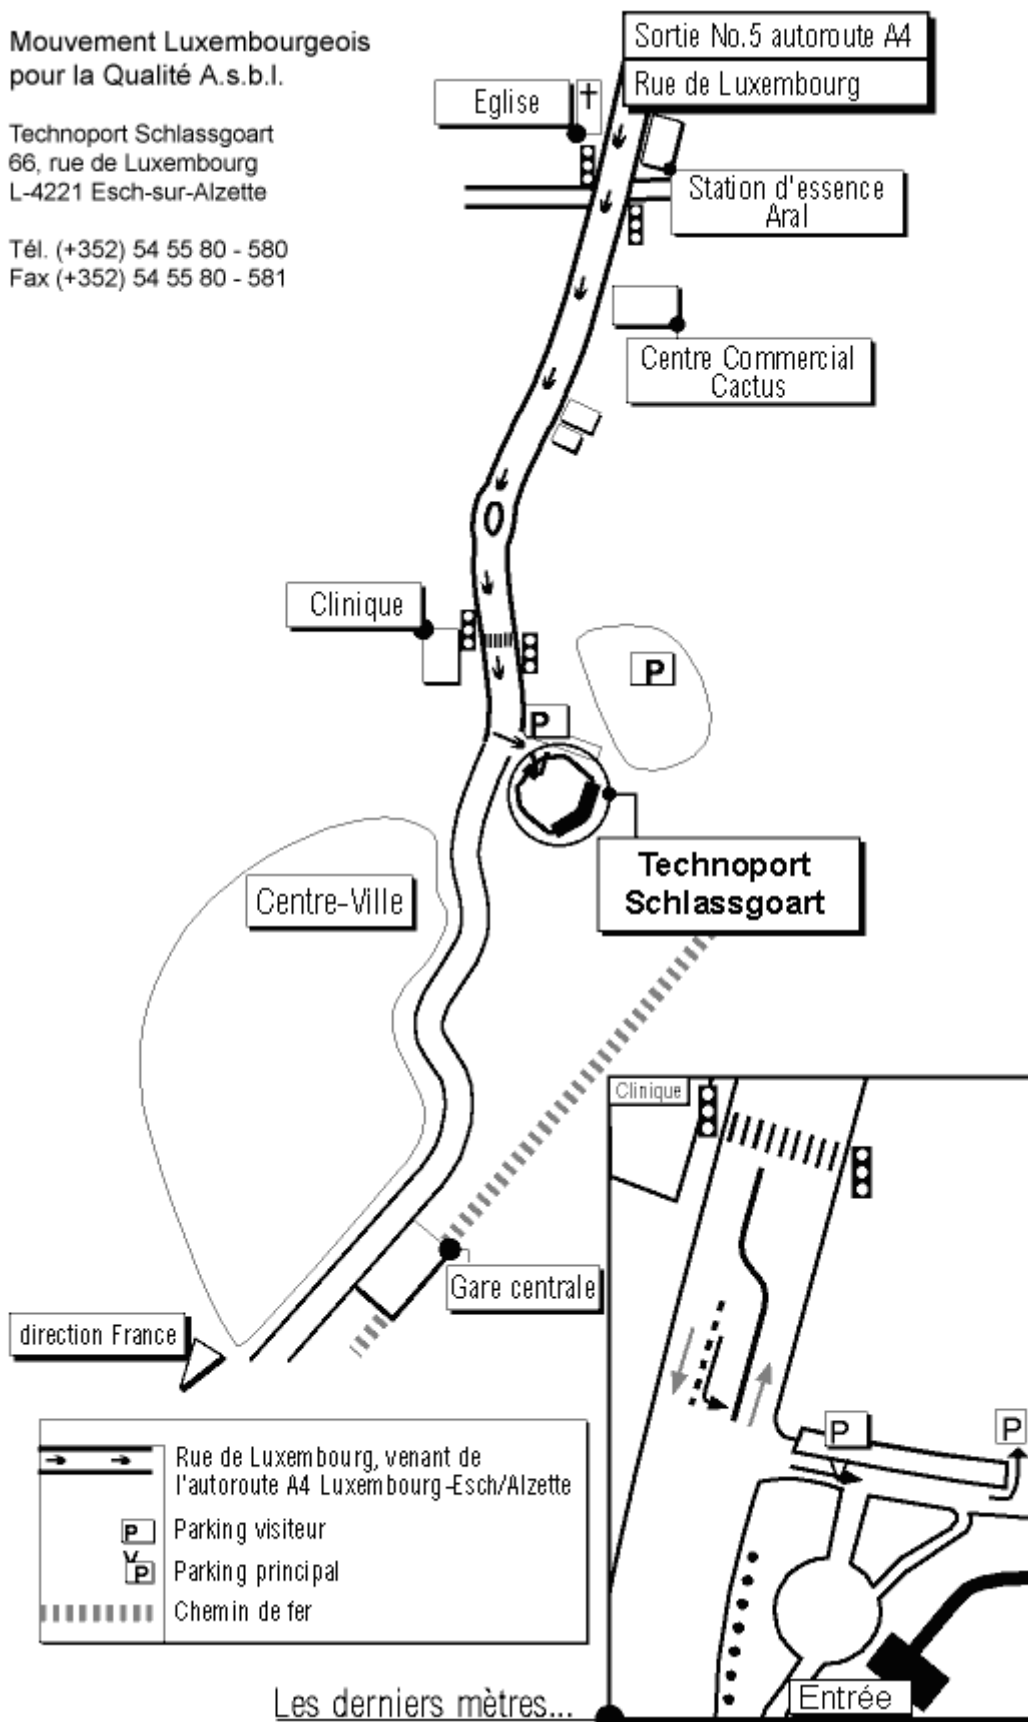 Mouvement Luxembourgeois
pour la Qualité A.s.b.l.
Technoport Schlassgoart
66, rue de Luxembourg
L-4221 Esch-sur-Alzette
Tél. (+352) 54 55 80 - 580
Fax (+352) 54 55 80 - 581
Sortie No.5 autoroute A4
Rue de Luxembourg
Eglise
Station d'essence
Aral
Centre Commercial
Cactus
Clinique
P
P
Technoport
Schlassgoart
Centre-Ville
Gare centrale
direction France
Rue de Luxembourg, venant de
l'autoroute A4 Luxembourg-Esch/Alzette
P Parking visiteur
P Parking principal
Chemin de fer
Clinique
P
P
Entrée
Les derniers mètres...